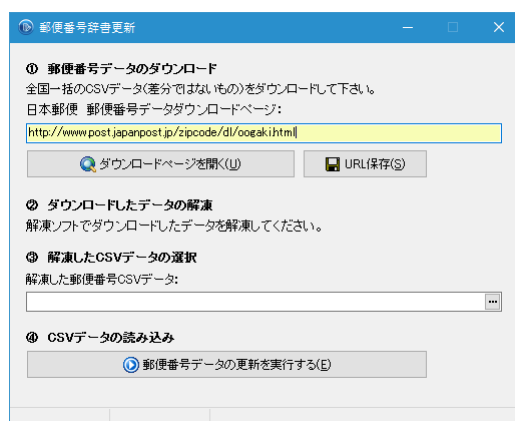 郵便番号辞書更新
① 郵便番号データのダウンロード
全国一括のCSVデータ(差分ではないもの)をダウンロードして下さい。
日本郵便 郵便番号データダウンロードページ:
http://www.post.japanpost.jp/zipcode/dl/oogaki.html
ダウンロードページを開く(U)
URL保存(S)
② ダウンロードしたデータの解凍
解凍ソフトでダウンロードしたデータを解凍してください。
③ 解凍したCSVデータの選択
解凍した郵便番号CSVデータ:
...
④ CSVデータの読み込み
郵便番号データの更新を実行する(E)